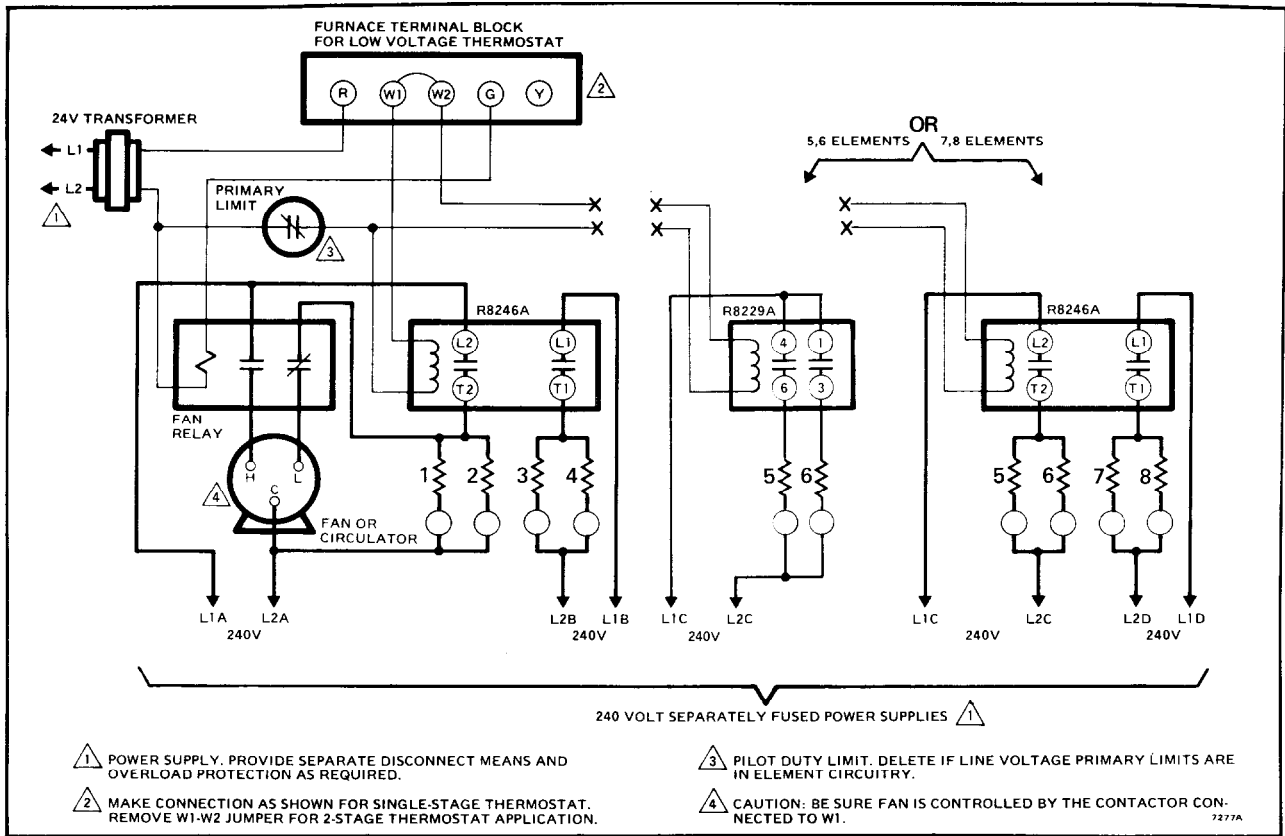 FURNACE TERMINAL BLOCK
FOR LOW VOLTAGE THERMOSTAT
R W1 W2 G Y
2
24V TRANSFORMER
L1
L2
1
PRIMARY
LIMIT
3
OR
5,6 ELEMENTS 7,8 ELEMENTS
R8246A
R8229A
R8246A
L2 L1
4 1
L2 L1
T2 T1
6 3
T2 T1
FAN
RELAY
H L
C
4
FAN OR
CIRCULATOR
1 2 3 4
5 6
5 6 7 8
L1A L2A
240V
L2B L1B
240V
L1C L2C
240V
L1C L2C
240V
L2D L1D
240V
240 VOLT SEPARATELY FUSED POWER SUPPLIES 1
1 POWER SUPPLY. PROVIDE SEPARATE DISCONNECT MEANS AND
OVERLOAD PROTECTION AS REQUIRED.
2 MAKE CONNECTION AS SHOWN FOR SINGLE-STAGE THERMOSTAT.
REMOVE W1-W2 JUMPER FOR 2-STAGE THERMOSTAT APPLICATION.
3 PILOT DUTY LIMIT. DELETE IF LINE VOLTAGE PRIMARY LIMITS ARE
IN ELEMENT CIRCUITRY.
4 CAUTION: BE SURE FAN IS CONTROLLED BY THE CONTACTOR CON-
NECTED TO W1.
7277A